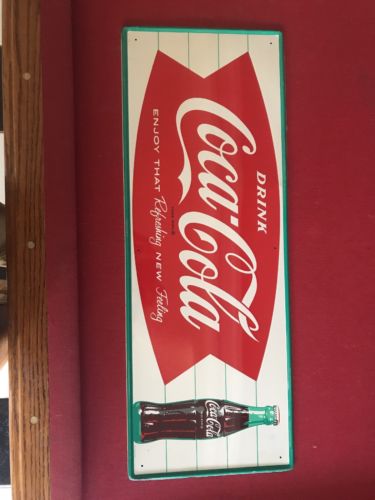 DRINK
Coca-Cola
ENJOY THAT Refreshing NEW Feeling
Coca-Cola